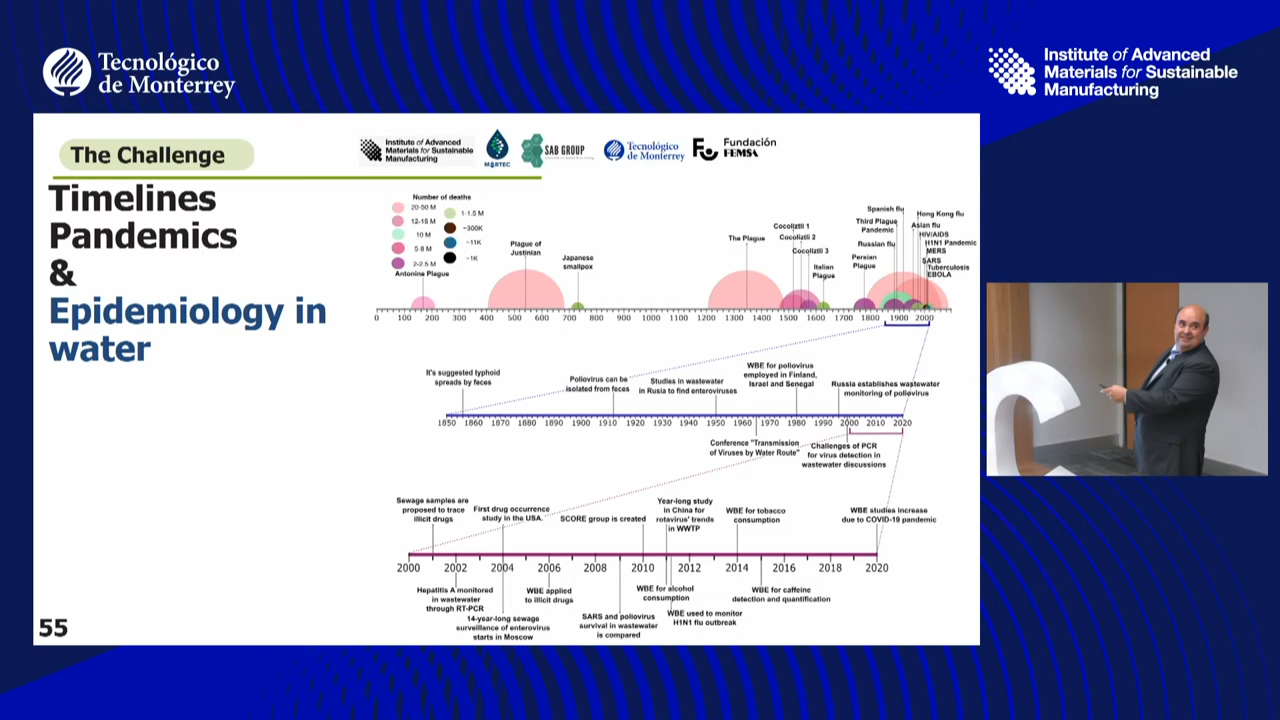 Tecnológico
de Monterrey
Institute of Advanced
Materials for Sustainable
Manufacturing
The Challenge
Institute of Advanced
Materials for Sustainable
Manufacturing
SAB GROUP
Tecnológico
de Monterrey
Fundación
FEMSA
Timelines
Pandemics
&
Epidemiology in
water
Number of deaths
20-50 M
12-15 M
10 M
5-8 M
2-2.5 M
1-1.5 M
~300K
~11K
~1K
Antonine Plague
Plague of
Justinian
Japanese
smallpox
The Plague
Cocoliztli 1
Cocoliztli 2
Cocoliztli 3
Italian
Plague
Persian
Plague
Russian flu
Third Plague
Pandemic
Spanish flu
Hong Kong flu
Asian flu
HIV/AIDS
H1N1 Pandemic
MERS
SARS
Tuberculosis
EBOLA
0 100 200 300 400 500 600 700 800 900 1000 1100 1200 1300 1400 1500 1600 1700 1800 1900 2000
It's suggested typhoid
spreads by feces
Poliovirus can be
isolated from feces
Studies in wastewater
in Rusia to find enteroviruses
WBE for poliovirus
employed in Finland,
Israel and Senegal
Russia establishes wastewater
monitoring of poliovirus
1850 1860 1870 1880 1890 1900 1910 1920 1930 1940 1950 1960 1970 1980 1990 2000 2010 2020
Conference "Transmission
of Viruses by Water Route"
Challenges of PCR
for virus detection in
wastewater discussions
Sewage samples are
proposed to trace
illicit drugs
First drug occurrence
study in the USA.
SCORE group is created
Year-long study
in China for
rotavirus' trends
in WWTP
WBE for tobacco
consumption
WBE studies increase
due to COVID-19 pandemic
2000 2002 2004 2006 2008 2010 2012 2014 2016 2018 2020
Hepatitis A monitored
in wastewater
through RT-PCR
14-year-long sewage
surveillance of enterovirus
starts in Moscow
WBE applied
to illicit drugs
SARS and poliovirus
survival in wastewater
is compared
WBE for alcohol
consumption
WBE used to monitor
H1N1 flu outbreak
WBE for caffeine
detection and quantification
55